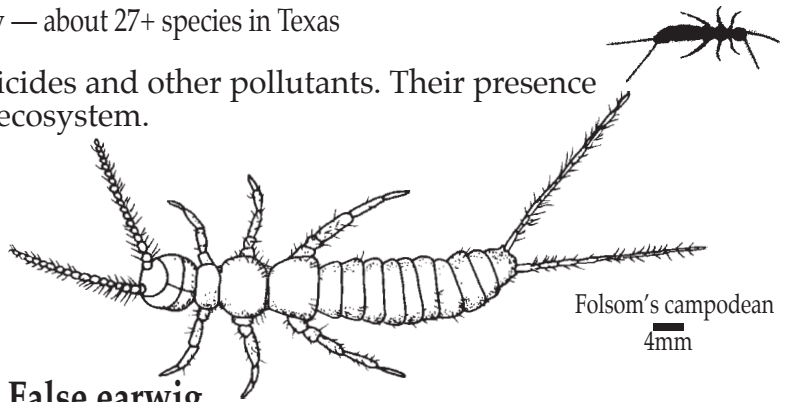 — about 27+ species in Texas
icides and other pollutants. Their presence
ecosystem.
Folsom's campodean
4mm
False earwig